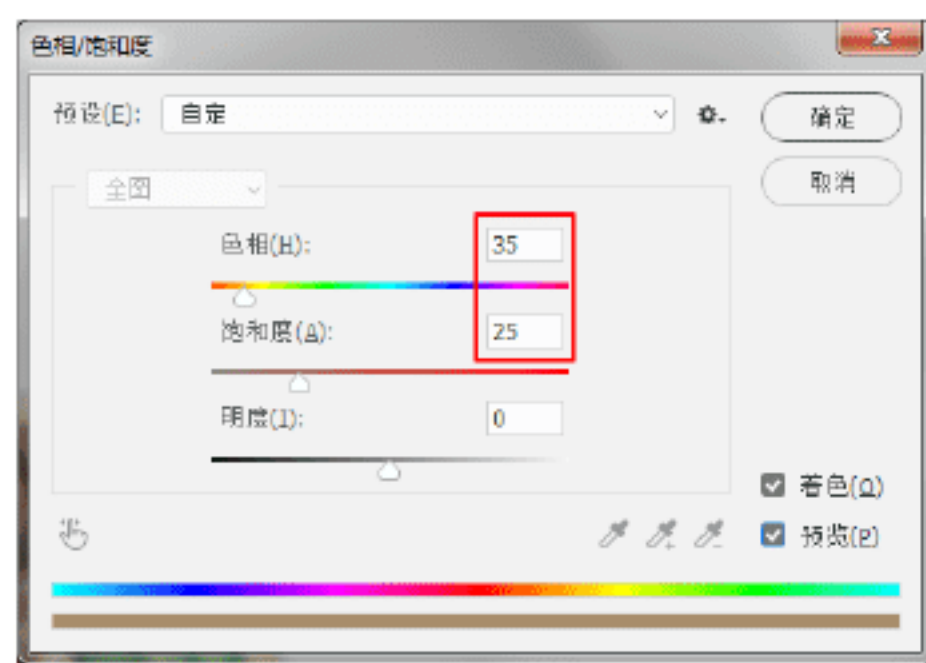 色相/饱和度
预设(E): 自定
确定
取消
全图
色相(H): 35
饱和度(A): 25
明度(I): 0
着色(O)
预览(P)